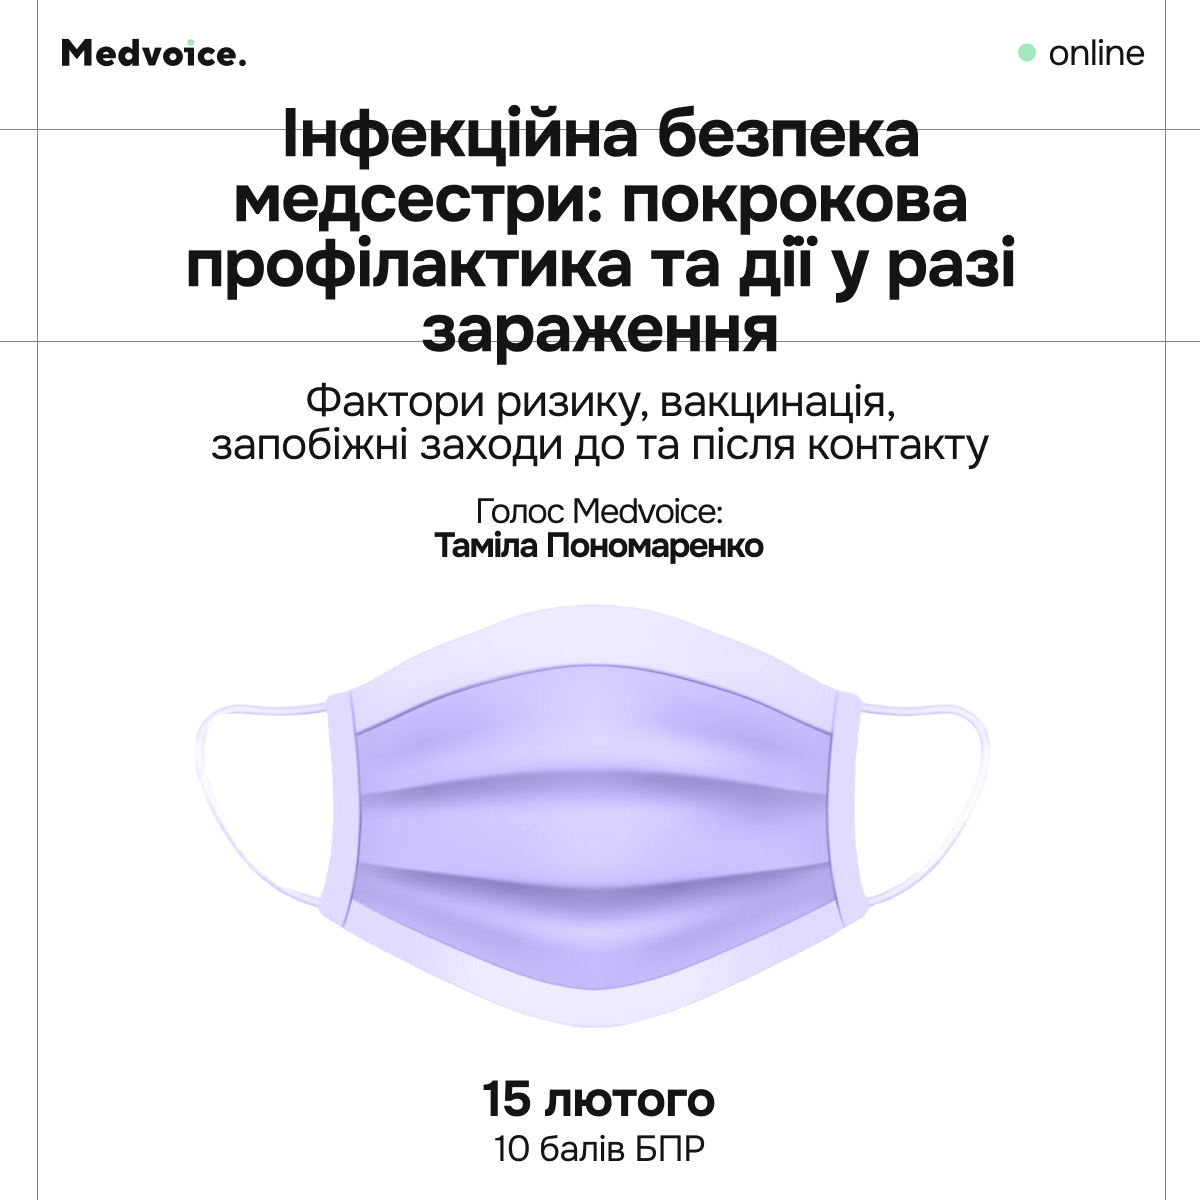 Medvoice.
online
Інфекційна безпека
медсестри: покрокова
профілактика та дії у разі
зараження
Фактори ризику, вакцинація,
запобіжні заходи до та після контакту
Голос Medvoice:
Таміла Пономаренко
15 лютого
10 балів БПР